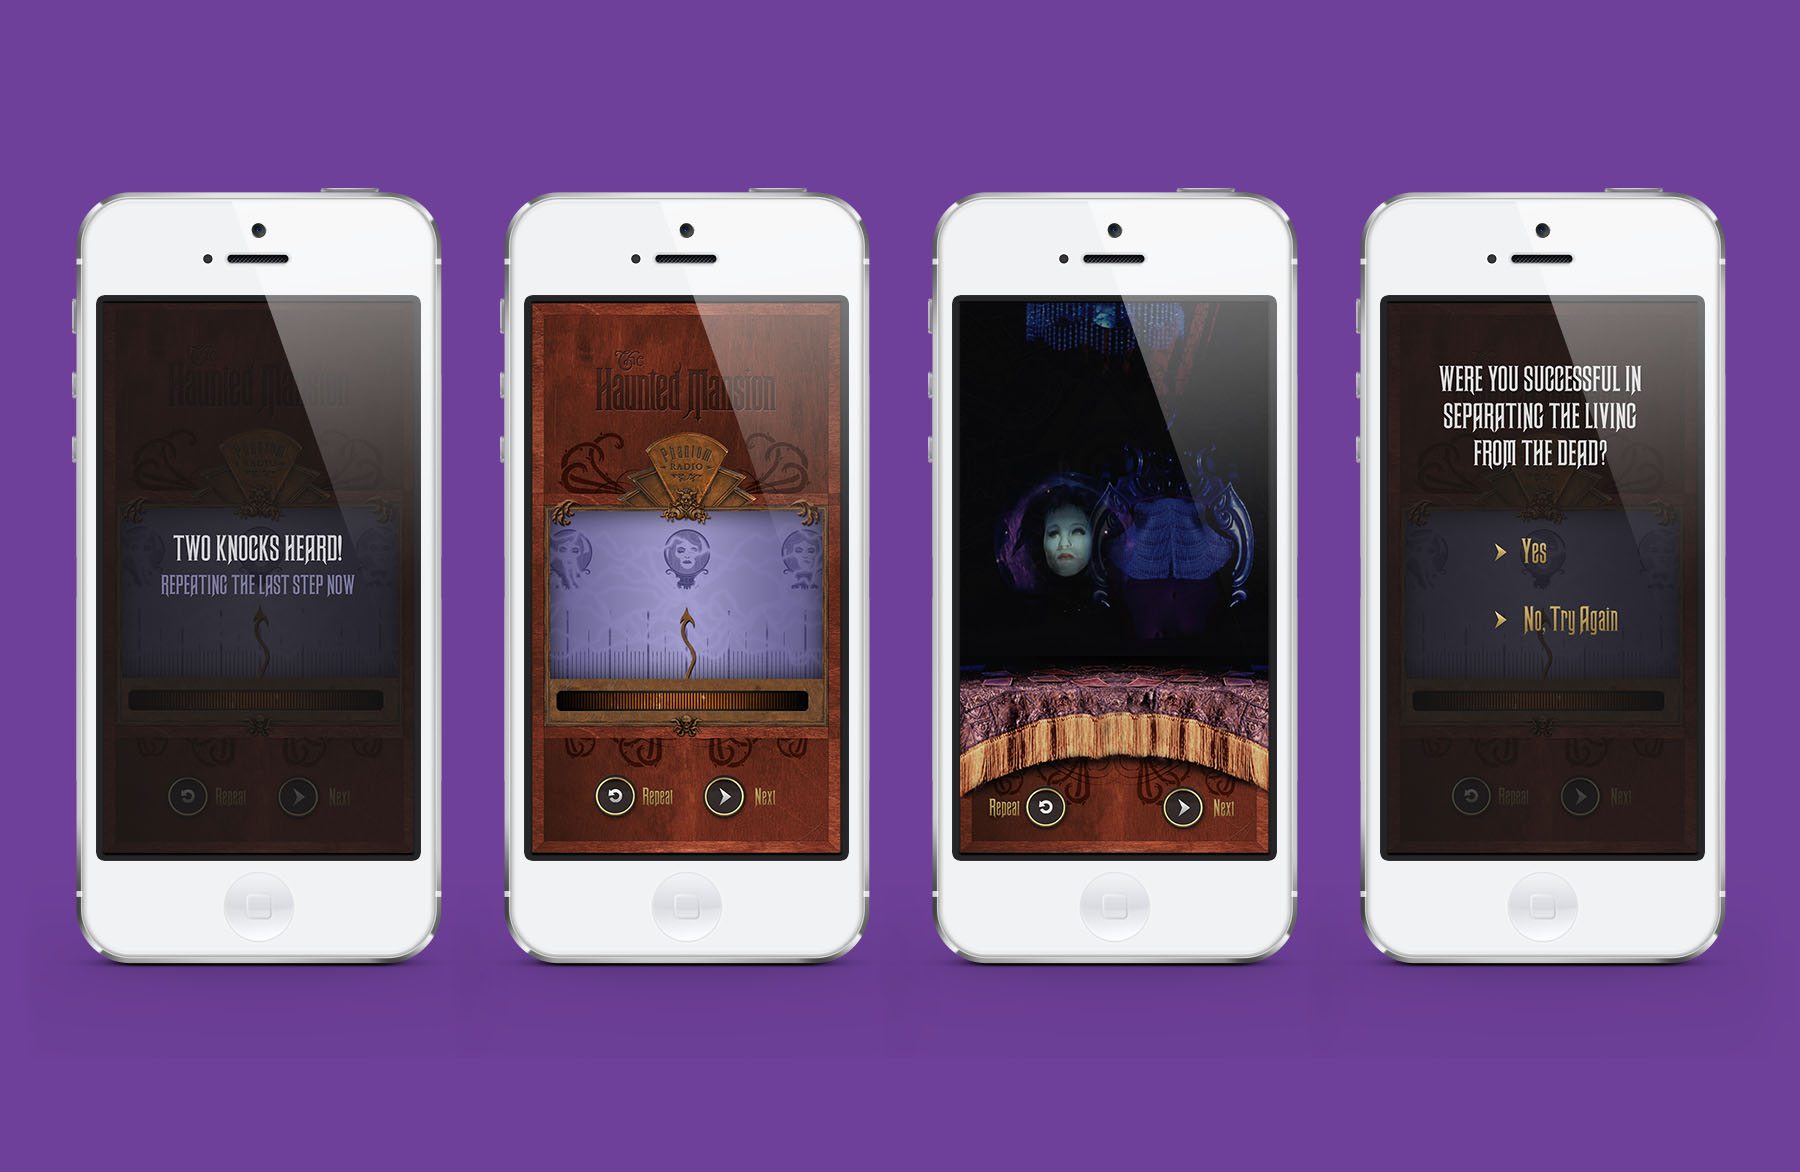 The
Haunted Mansion
TWO KNOCKS HEARD!
REPEATING THE LAST STEP NOW
Repeat
Next
The
Haunted Mansion
Phantom
RADIO
Repeat
Next
Repeat
Next
WERE YOU SUCCESSFUL IN
SEPARATING THE LIVING
FROM THE DEAD?
Yes
No, Try Again
Repeat
Next